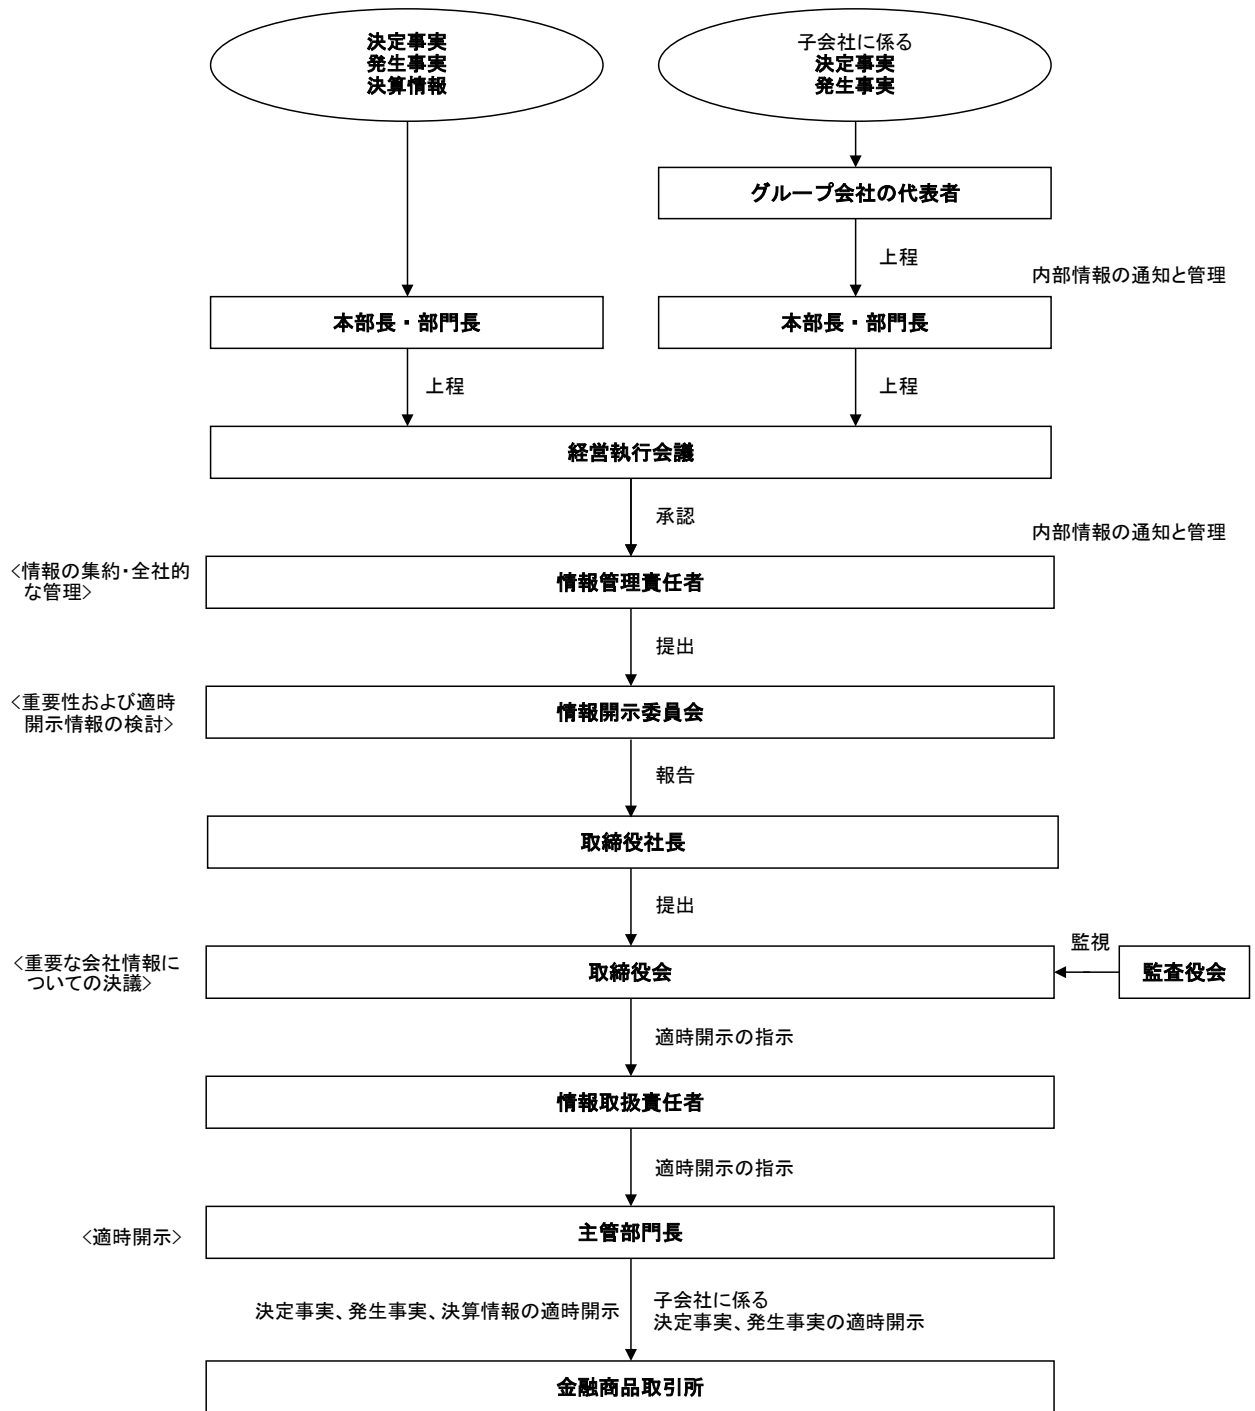 決定事実
発生事実
決算情報
子会社に係る
決定事実
発生事実
グループ会社の代表者
上程
内部情報の通知と管理
本部長・部門長
本部長・部門長
上程
上程
経営執行会議
承認
内部情報の通知と管理
<情報の集約・全社的
な管理>
情報管理責任者
提出
<重要性および適時
開示情報の検討>
情報開示委員会
報告
取締役社長
提出
<重要な会社情報に
ついての決議>
取締役会
監視
監査役会
適時開示の指示
情報取扱責任者
適時開示の指示
<適時開示>
主管部門長
決定事実、発生事実、決算情報の適時開示
子会社に係る
決定事実、発生事実の適時開示
金融商品取引所